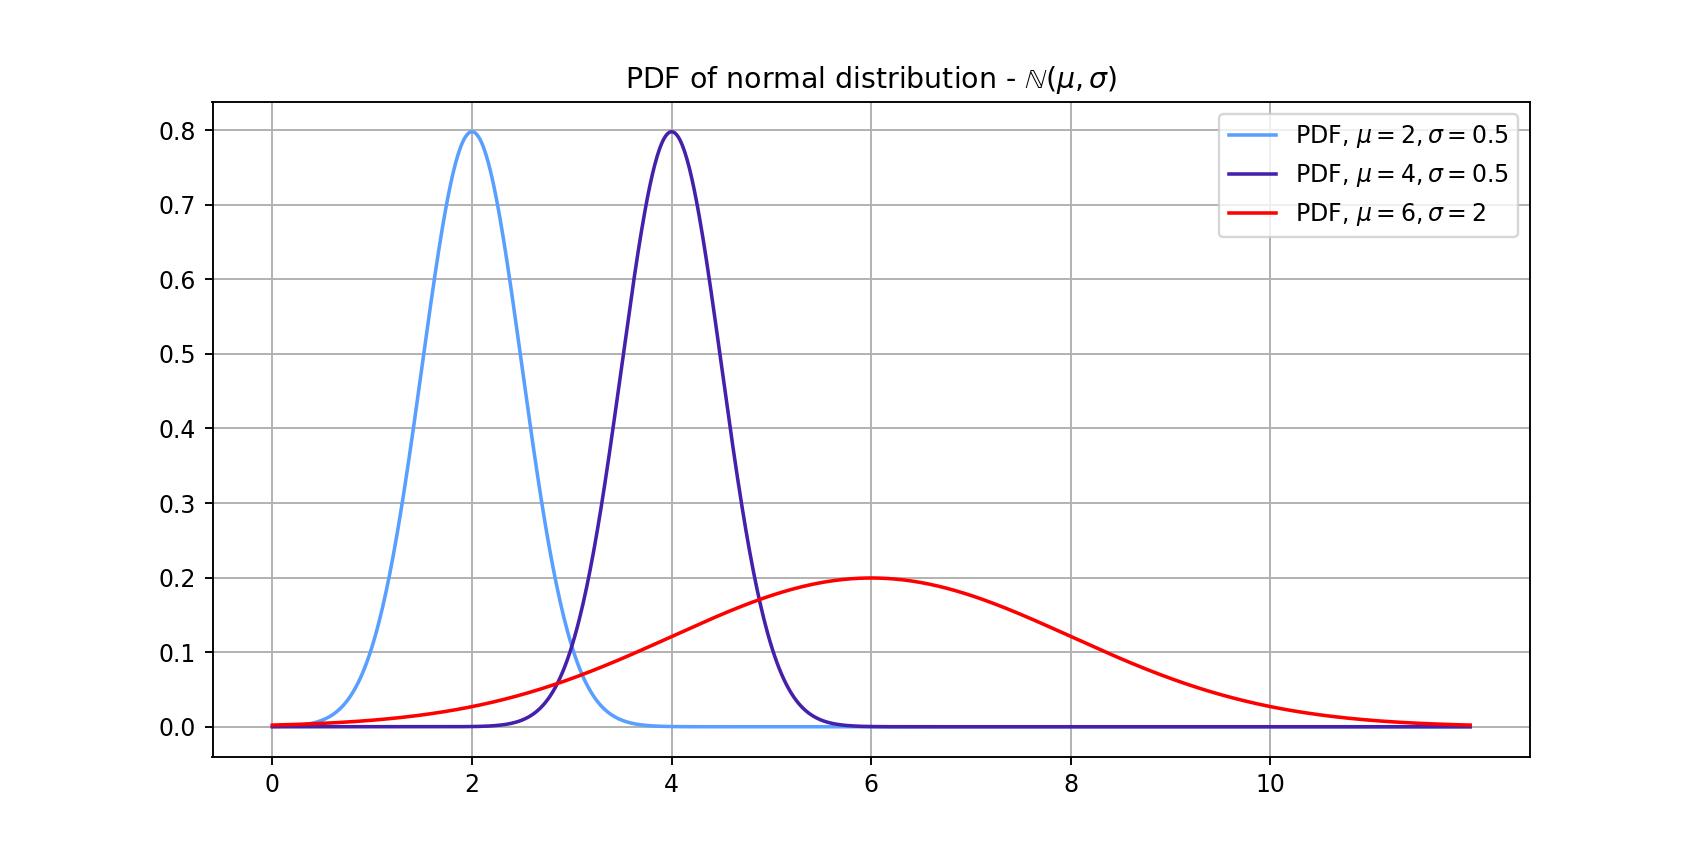 PDF of normal distribution - ℕ(μ, σ)
PDF, μ = 2, σ = 0.5
PDF, μ = 4, σ = 0.5
PDF, μ = 6, σ = 2
0.8
0.7
0.6
0.5
0.4
0.3
0.2
0.1
0.0
0 2 4 6 8 10